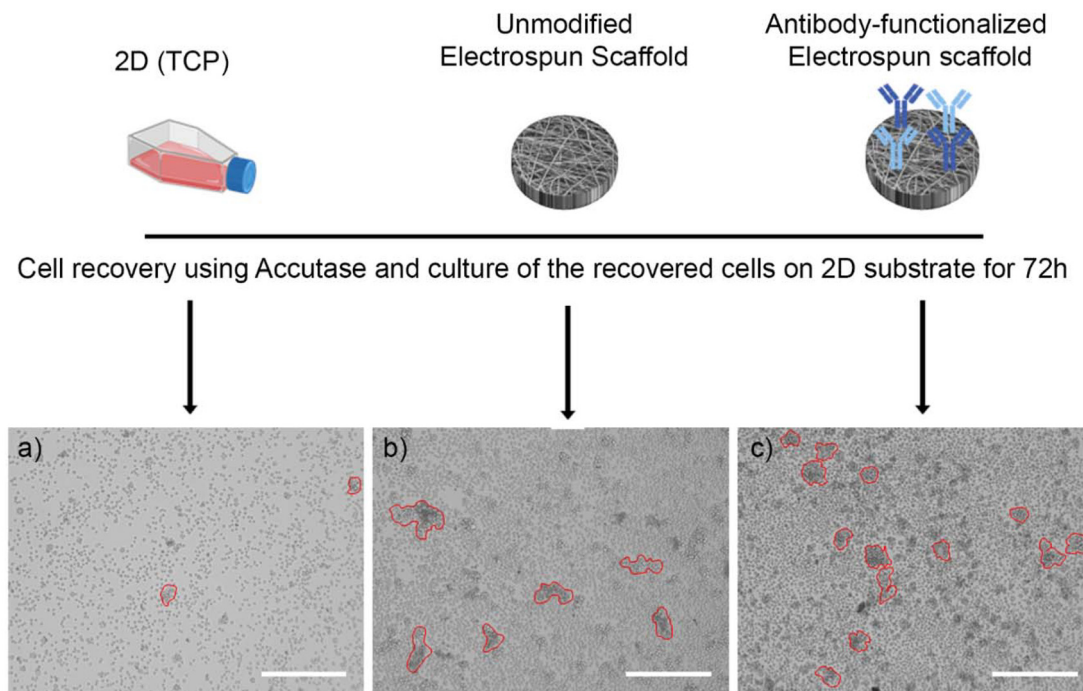 2D (TCP)
Unmodified
Electrospun Scaffold
Antibody-functionalized
Electrospun scaffold
Cell recovery using Accutase and culture of the recovered cells on 2D substrate for 72h
a)
b)
c)